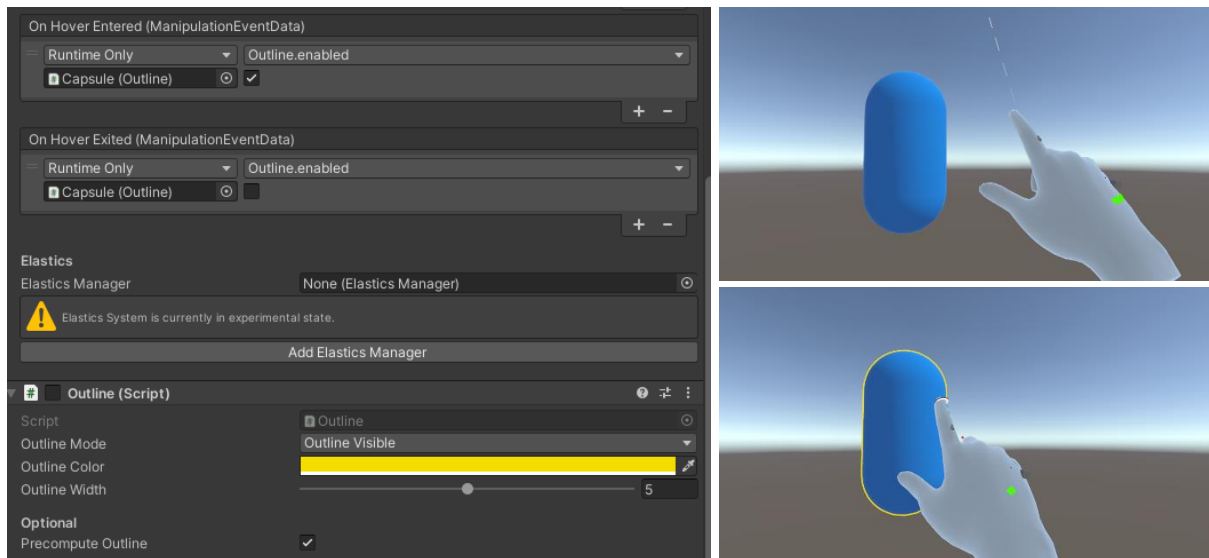 On Hover Entered (ManipulationEventData)
Runtime Only Outline.enabled
Capsule (Outline)
On Hover Exited (ManipulationEventData)
Runtime Only Outline.enabled
Capsule (Outline)
Elastics
Elastics Manager None (Elastics Manager)
Elastics System is currently in experimental state.
Add Elastics Manager
# Outline (Script)
Script Outline
Outline Mode Outline Visible
Outline Color
Outline Width 5
Optional
Precompute Outline